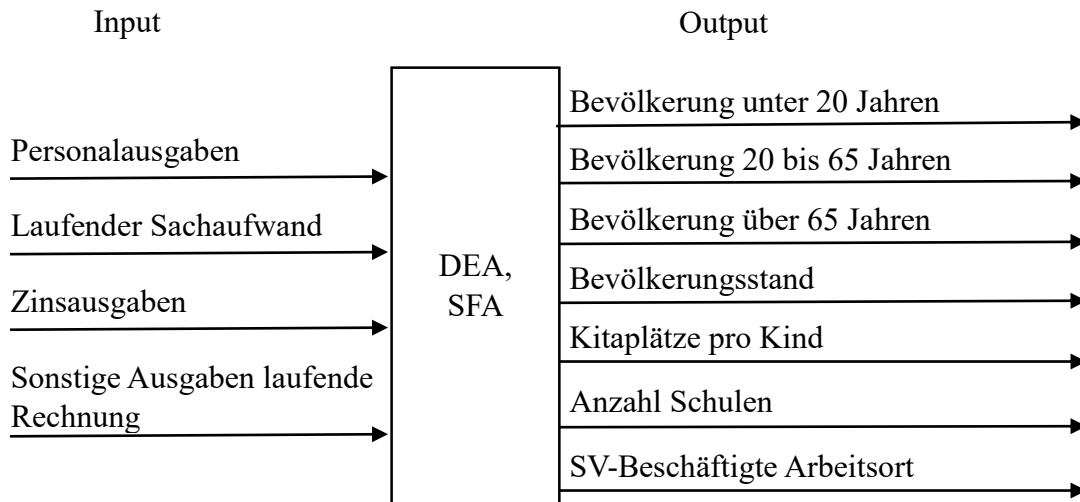 Input
Output
Personalausgaben
Laufender Sachaufwand
Zinsausgaben
Sonstige Ausgaben laufende
Rechnung
DEA,
SFA
Bevölkerung unter 20 Jahren
Bevölkerung 20 bis 65 Jahren
Bevölkerung über 65 Jahren
Bevölkerungsstand
Kitaplätze pro Kind
Anzahl Schulen
SV-Beschäftigte Arbeitsort